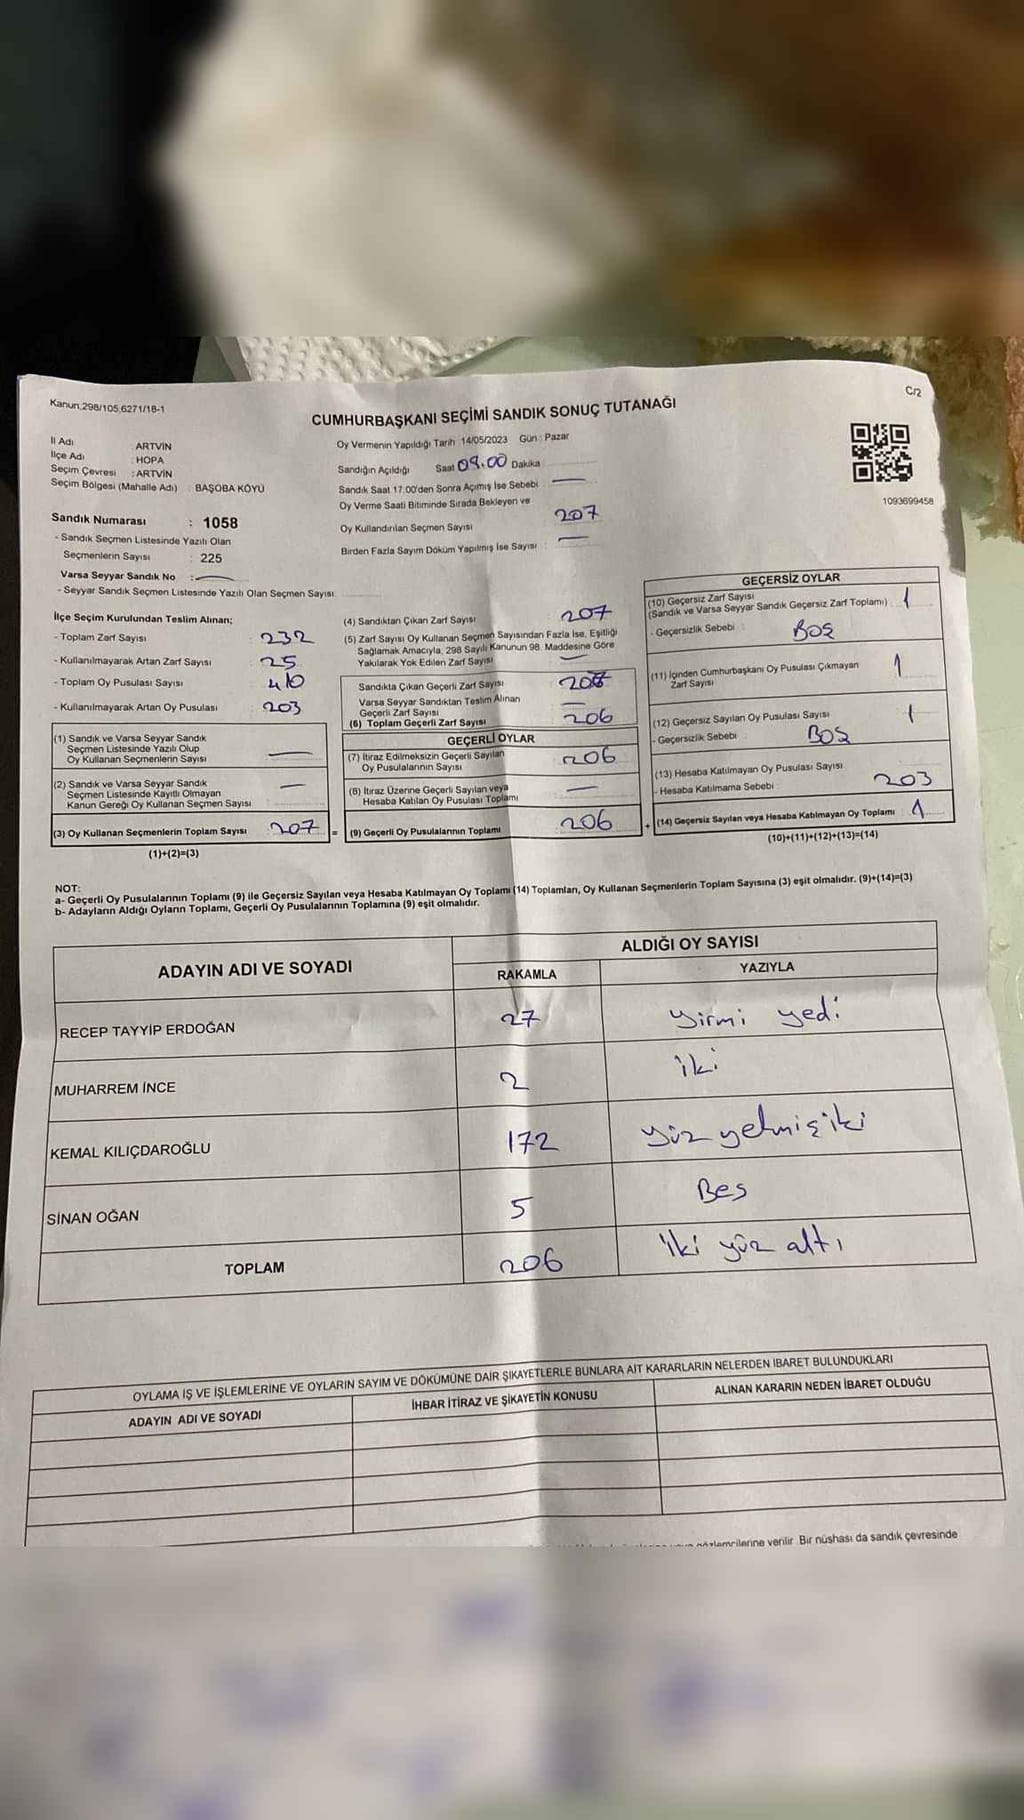 Kanun.298/105,6271/18-1
C/2
CUMHURBAŞKANI SEÇİMİ SANDIK SONUÇ TUTANAĞI
İl Adı ARTVİN
İlçe Adı : HOPA
Seçim Çevresi : ARTVİN
Seçim Bölgesi (Mahalle Adı) : BAŞOBA KÖYÜ
Sandık Numarası : 1058
- Sandık Seçmen Listesinde Yazılı Olan
Seçmenlerin Sayısı : 225
Varsa Seyyar Sandık No :
- Seyyar Sandık Seçmen Listesinde Yazılı Olan Seçmen Sayısı:
Oy Vermenin Yapıldığı Tarih 14/05/2023 Gün : Pazar
Sandığın Açıldığı Saat 08.00 Dakika
Sandık Saat 17.00'den Sonra Açımış İse Sebebi
Oy Verme Saati Bitiminde Sırada Bekleyen ve
Oy Kullandırılan Seçmen Sayısı 207
Birden Fazla Sayım Döküm Yapılmış İse Sayısı :
1093699458
İlçe Seçim Kurulundan Teslim Alınan;
- Toplam Zarf Sayısı : 232
- Kullanılmayarak Artan Zarf Sayısı : 25
- Toplam Oy Pusulası Sayısı : 410
- Kullanılmayarak Artan Oy Pusulası : 203
(1) Sandık ve Varsa Seyyar Sandık
Seçmen Listesinde Yazılı Olup
Oy Kullanan Seçmenlerin Sayısı
(2) Sandık ve Varsa Seyyar Sandık
Seçmen Listesinde Kayıtlı Olmayan
Kanun Gereği Oy Kullanan Seçmen Sayısı
(3) Oy Kullanan Seçmenlerin Toplam Sayısı 207 =
(1)+(2)=(3)
(4) Sandıktan Çıkan Zarf Sayısı 207
(5) Zarf Sayısı Oy Kullanan Seçmen Sayısından Fazla İse, Eşitliği
Sağlamak Amacıyla, 298 Sayılı Kanunun 98. Maddesine Göre
Yakılarak Yok Edilen Zarf Sayısı
Sandıkta Çıkan Geçerli Zarf Sayısı 206
Varsa Seyyar Sandıktan Teslim Alınan
Geçerli Zarf Sayısı
(6) Toplam Geçerli Zarf Sayısı 206
GEÇERLİ OYLAR
(7) İtiraz Edilmeksizin Geçerli Sayılan
Oy Pusulalarının Sayısı 206
(8) İtiraz Üzerine Geçerli Sayılan veya
Hesaba Katılan Oy Pusulası Toplamı
(9) Geçerli Oy Pusulalarının Toplamı 206 +
GEÇERSİZ OYLAR
(10) Geçersiz Zarf Sayısı
(Sandık ve Varsa Seyyar Sandık Geçersiz Zarf Toplamı) : 1
- Geçersizlik Sebebi : BOŞ
(11) İçinden Cumhurbaşkanı Oy Pusulası Çıkmayan
Zarf Sayısı 1
(12) Geçersiz Sayılan Oy Pusulası Sayısı 1
- Geçersizlik Sebebi : BOŞ
(13) Hesaba Katılmayan Oy Pusulası Sayısı
- Hesaba Katılmama Sebebi : 203
(14) Geçersiz Sayılan veya Hesaba Katılmayan Oy Toplamı 1
(10)+(11)+(12)+(13)=(14)
NOT:
a- Geçerli Oy Pusulalarının Toplamı (9) ile Geçersiz Sayılan veya Hesaba Katılmayan Oy Toplamı (14) Toplamları, Oy Kullanan Seçmenlerin Toplam Sayısına (3) eşit olmalıdır. (9)+(14)=(3)
b- Adayların Aldığı Oyların Toplamı, Geçerli Oy Pusulalarının Toplamına (9) eşit olmalıdır.
ADAYIN ADI VE SOYADI
ALDIĞI OY SAYISI
RAKAMLA YAZIYLA
RECEP TAYYİP ERDOĞAN 27 yirmi yedi
MUHARREM İNCE 2 iki
KEMAL KILIÇDAROĞLU 172 yüz yetmiş iki
SİNAN OĞAN 5 Beş
TOPLAM 206 iki yüz altı
OYLAMA İŞ VE İŞLEMLERİNE VE OYLARIN SAYIM VE DÖKÜMÜNE DAİR ŞİKAYETLERLE BUNLARA AİT KARARLARIN NELERDEN İBARET BULUNDUKLARI
ADAYIN ADI VE SOYADI İHBAR İTİRAZ VE ŞİKAYETİN KONUSU ALINAN KARARIN NEDEN İBARET OLDUĞU
gözlemcilerine verilir. Bir nüshası da sandık çevresinde